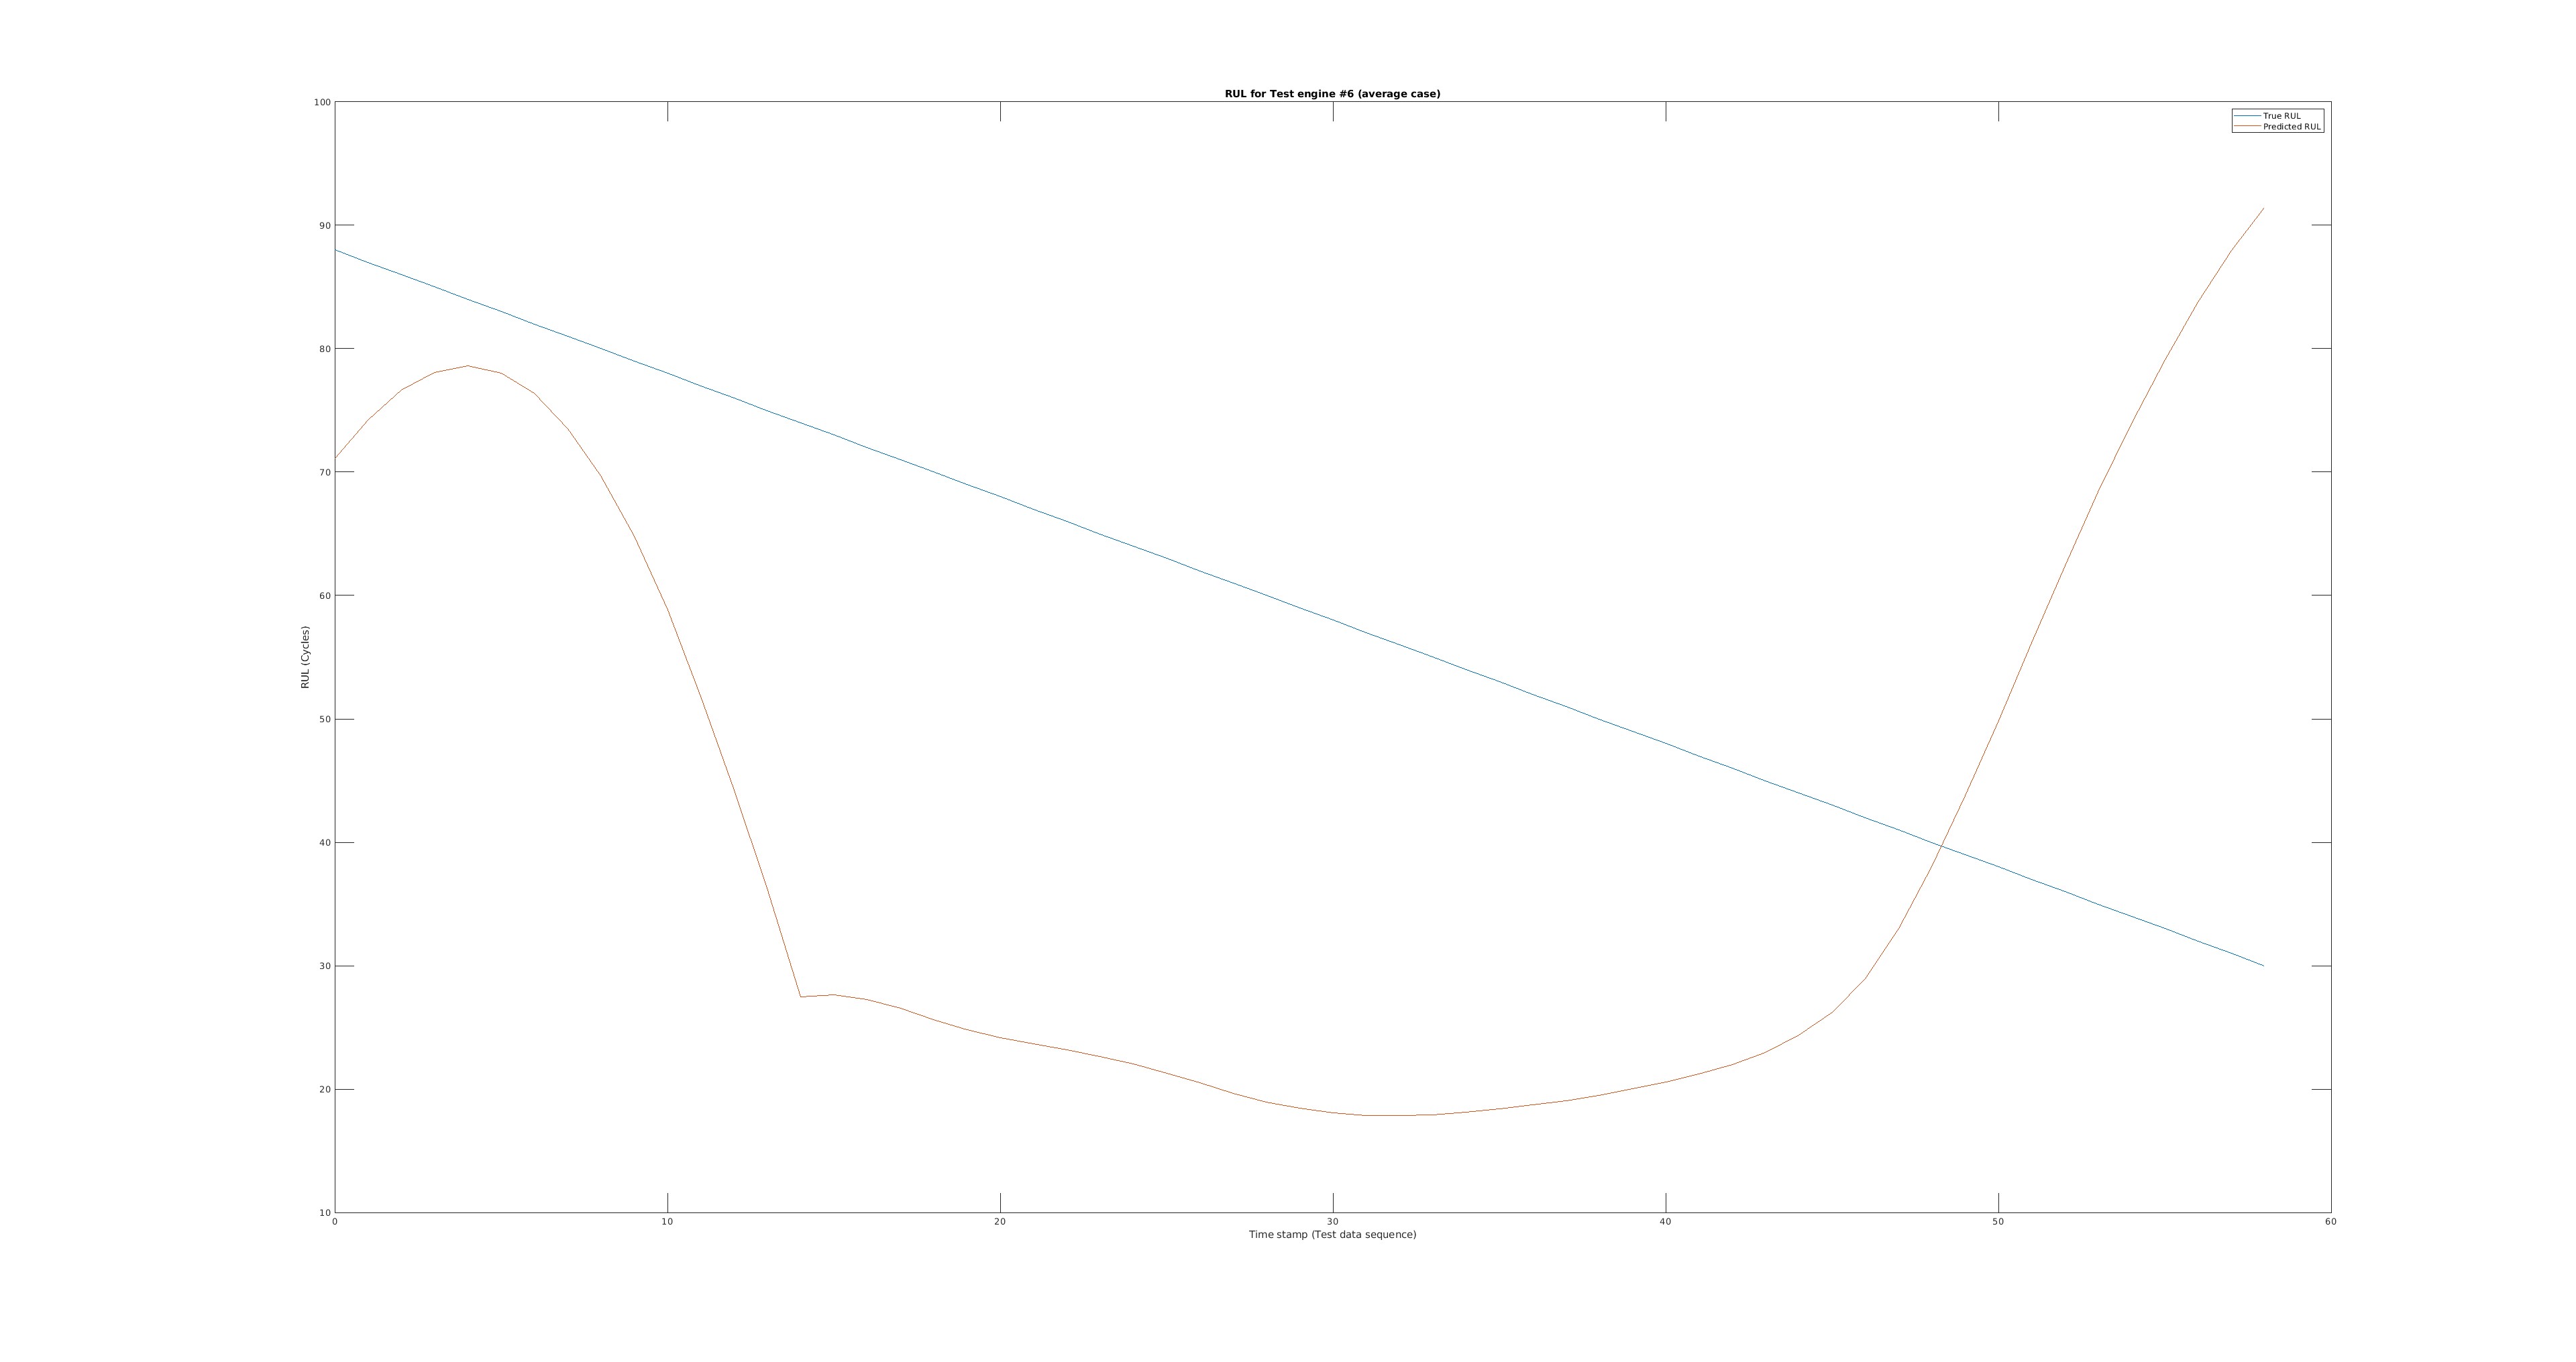 RUL for Test engine #6 (average case)
True RUL
Predicted RUL
100
90
80
70
60
50
40
30
20
10
RUL (Cycles)
0 10 20 30 40 50 60
Time stamp (Test data sequence)